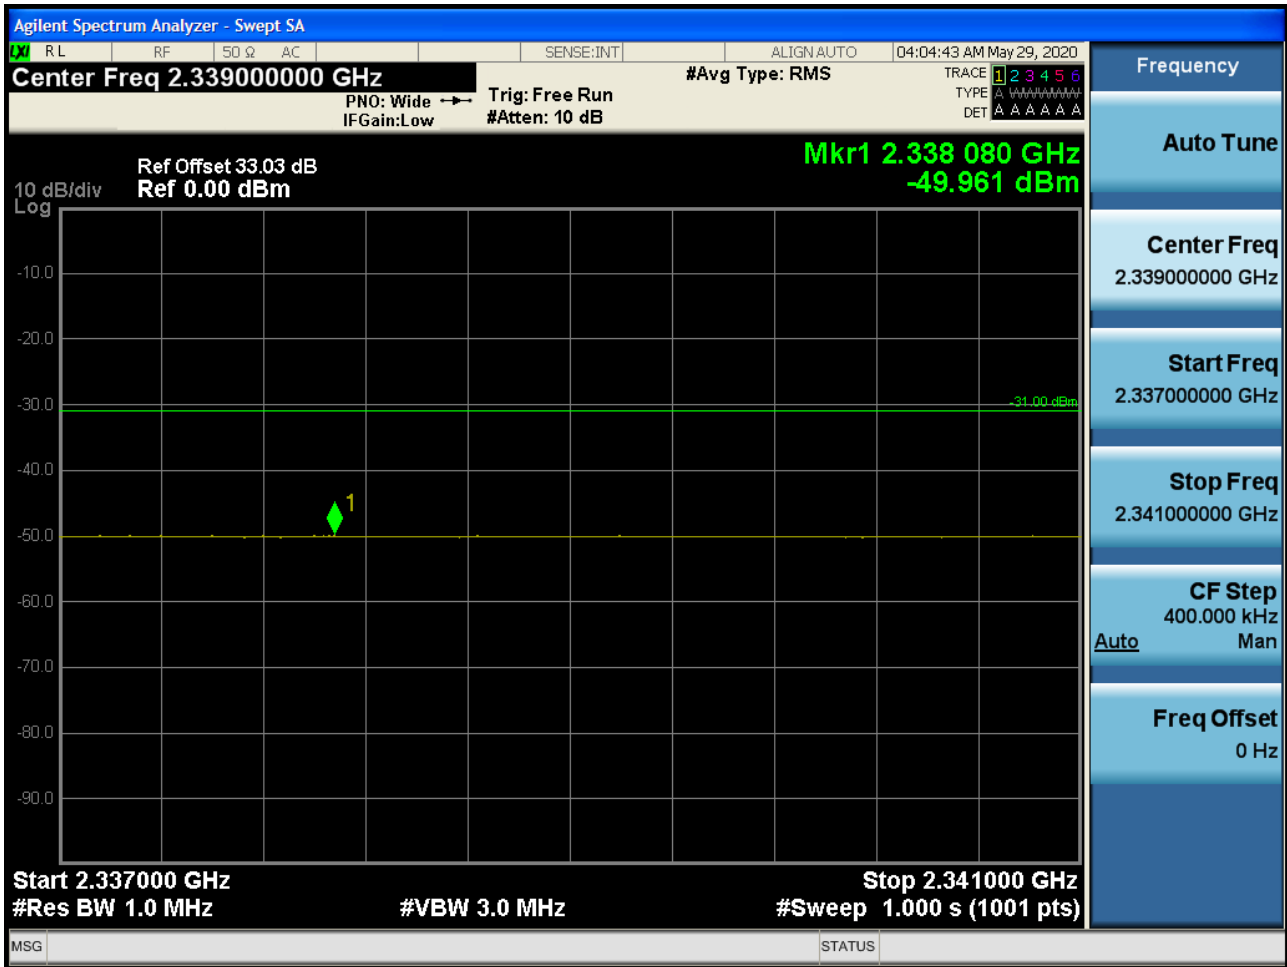 Agilent Spectrum Analyzer - Swept SA
LXI RL RF 50 Ω AC SENSE:INT ALIGNAUTO 04:04:43 AM May 29, 2020
Center Freq 2.339000000 GHz
#Avg Type: RMS
TRACE 1 2 3 4 5 6
PNO: Wide
Trig: Free Run
TYPE A WWWWW
IFGain:Low
#Atten: 10 dB
DET A A A A A A
Mkr1 2.338 080 GHz
-49.961 dBm
Ref Offset 33.03 dB
10 dB/div Ref 0.00 dBm
Log
-10.0
-20.0
-30.0
-31.00 dBm
-40.0
1
-50.0
-60.0
-70.0
-80.0
-90.0
Start 2.337000 GHz
Stop 2.341000 GHz
#Res BW 1.0 MHz
#VBW 3.0 MHz
#Sweep 1.000 s (1001 pts)
MSG
STATUS
Frequency
Auto Tune
Center Freq
2.339000000 GHz
Start Freq
2.337000000 GHz
Stop Freq
2.341000000 GHz
CF Step
400.000 kHz
Auto Man
Freq Offset
0 Hz